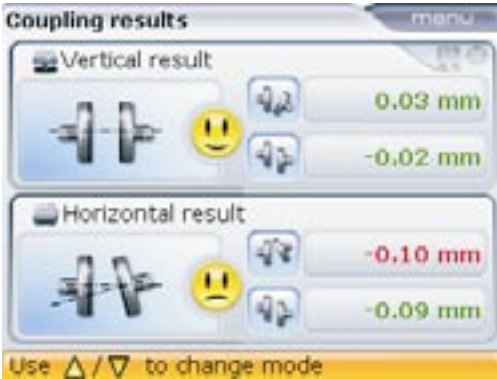 Coupling results
menu
Vertical result
0.03 mm
-0.02 mm
Horizontal result
-0.10 mm
-0.09 mm
Use △/▽ to change mode